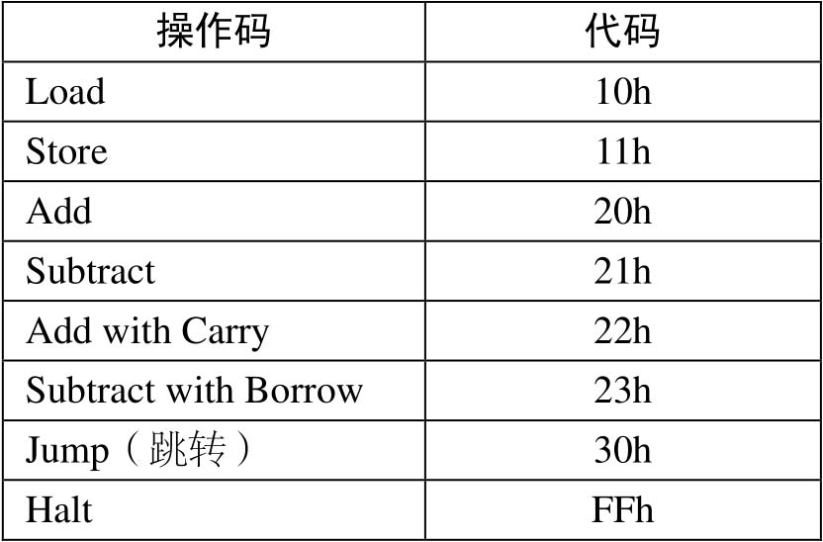 操作码 代码
Load 10h
Store 11h
Add 20h
Subtract 21h
Add with Carry 22h
Subtract with Borrow 23h
Jump（跳转） 30h
Halt FFh